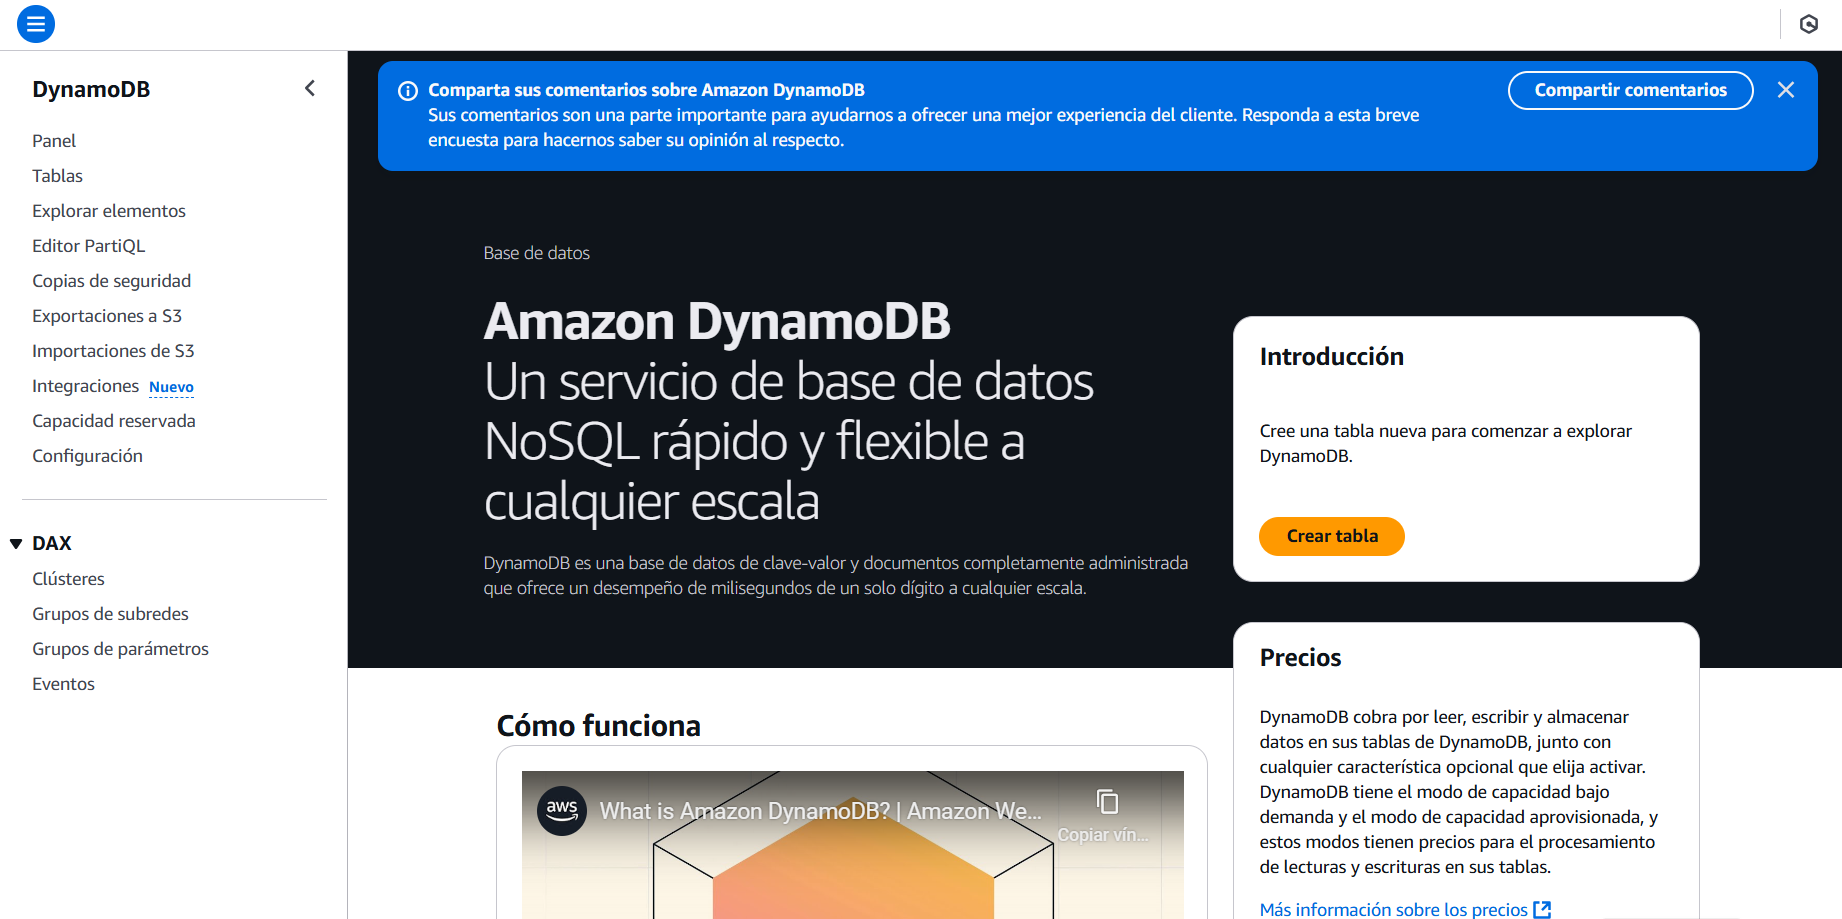 DynamoDB
Panel
Tablas
Explorar elementos
Editor PartiQL
Copias de seguridad
Exportaciones a S3
Importaciones de S3
Integraciones Nuevo
Capacidad reservada
Configuración
DAX
Clústeres
Grupos de subredes
Grupos de parámetros
Eventos
Comparta sus comentarios sobre Amazon DynamoDB
Sus comentarios son una parte importante para ayudarnos a ofrecer una mejor experiencia del cliente. Responda a esta breve
encuesta para hacernos saber su opinión al respecto.
Compartir comentarios
Base de datos
Amazon DynamoDB
Un servicio de base de datos
NoSQL rápido y flexible a
cualquier escala
DynamoDB es una base de datos de clave-valor y documentos completamente administrada
que ofrece un desempeño de milisegundos de un solo dígito a cualquier escala.
Introducción
Cree una tabla nueva para comenzar a explorar
DynamoDB.
Crear tabla
Precios
DynamoDB cobra por leer, escribir y almacenar
datos en sus tablas de DynamoDB, junto con
cualquier característica opcional que elija activar.
DynamoDB tiene el modo de capacidad bajo
demanda y el modo de capacidad aprovisionada, y
estos modos tienen precios para el procesamiento
de lecturas y escrituras en sus tablas.
Más información sobre los precios
Cómo funciona
aws
What is Amazon DynamoDB? | Amazon We...
Copiar vín...